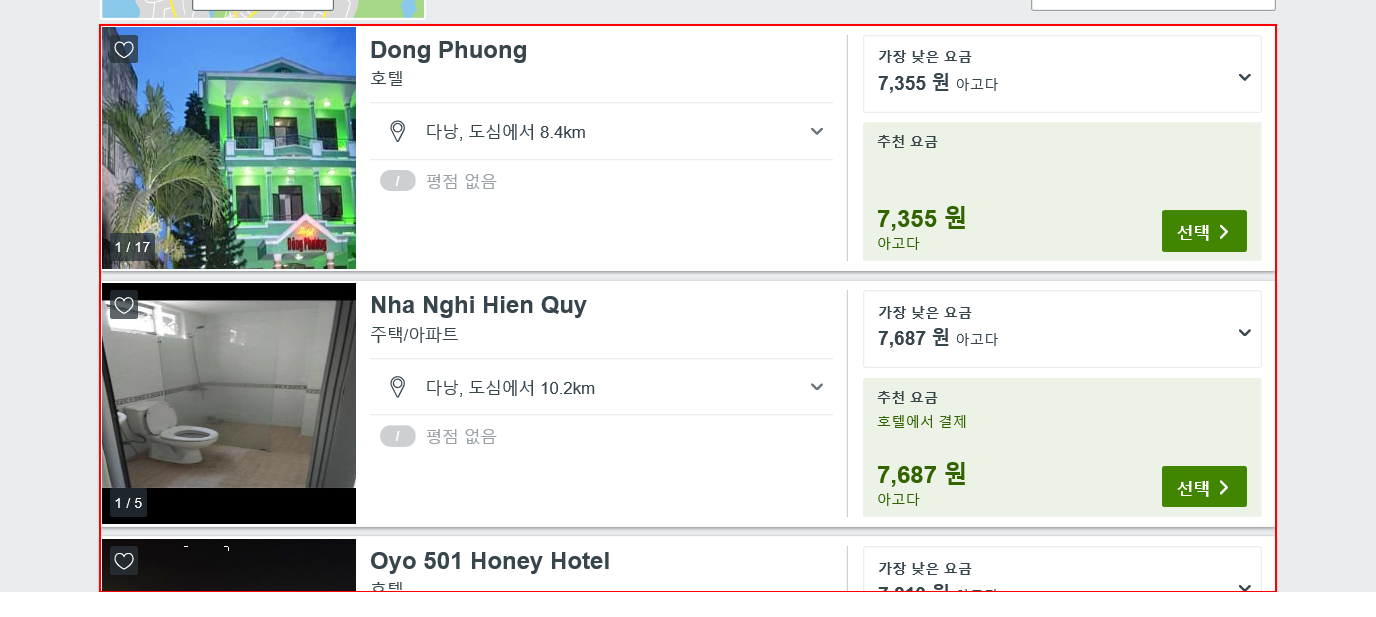 Dong Phuong
호텔
다낭, 도심에서 8.4km
/ 평점 없음
1 / 17
Đông Phương
가장 낮은 요금
7,355 원 아고다
추천 요금
7,355 원
아고다
선택
Nha Nghi Hien Quy
주택/아파트
다낭, 도심에서 10.2km
/ 평점 없음
1 / 5
가장 낮은 요금
7,687 원 아고다
추천 요금
호텔에서 결제
7,687 원
아고다
선택
Oyo 501 Honey Hotel
호텔
가장 낮은 요금